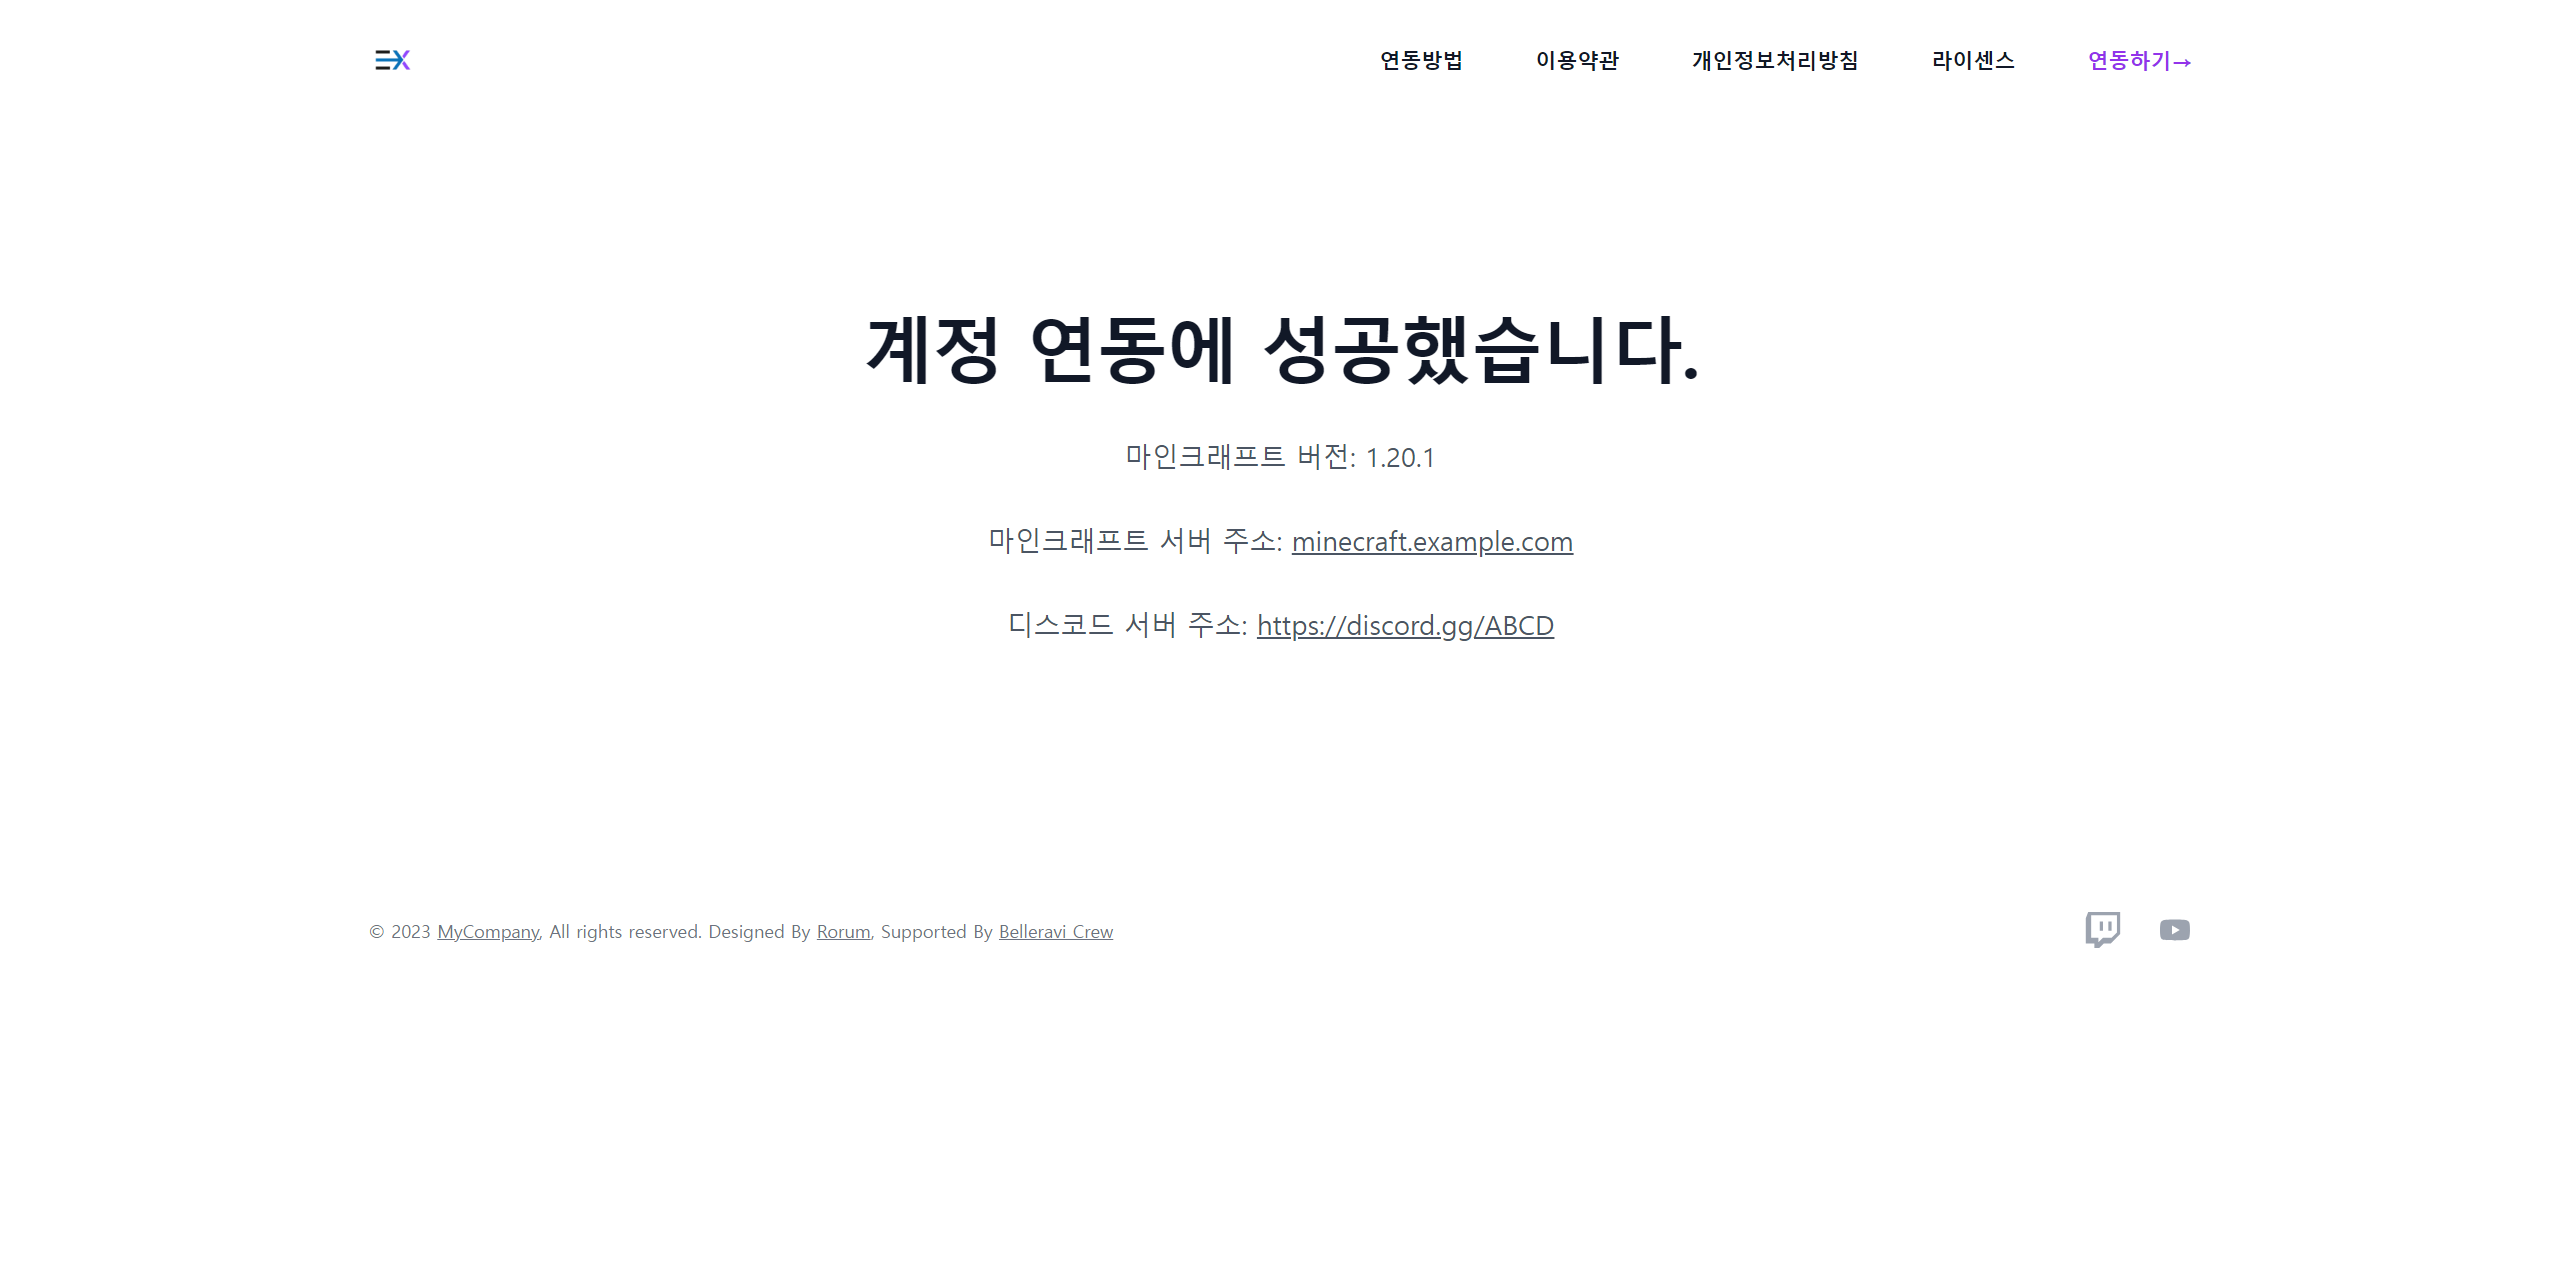 EX
연동방법 이용약관 개인정보처리방침 라이센스 연동하기→
계정 연동에 성공했습니다.
마인크래프트 버전: 1.20.1
마인크래프트 서버 주소: minecraft.example.com
디스코드 서버 주소: https://discord.gg/ABCD
© 2023 MyCompany, All rights reserved. Designed By Rorum, Supported By Belleravi Crew